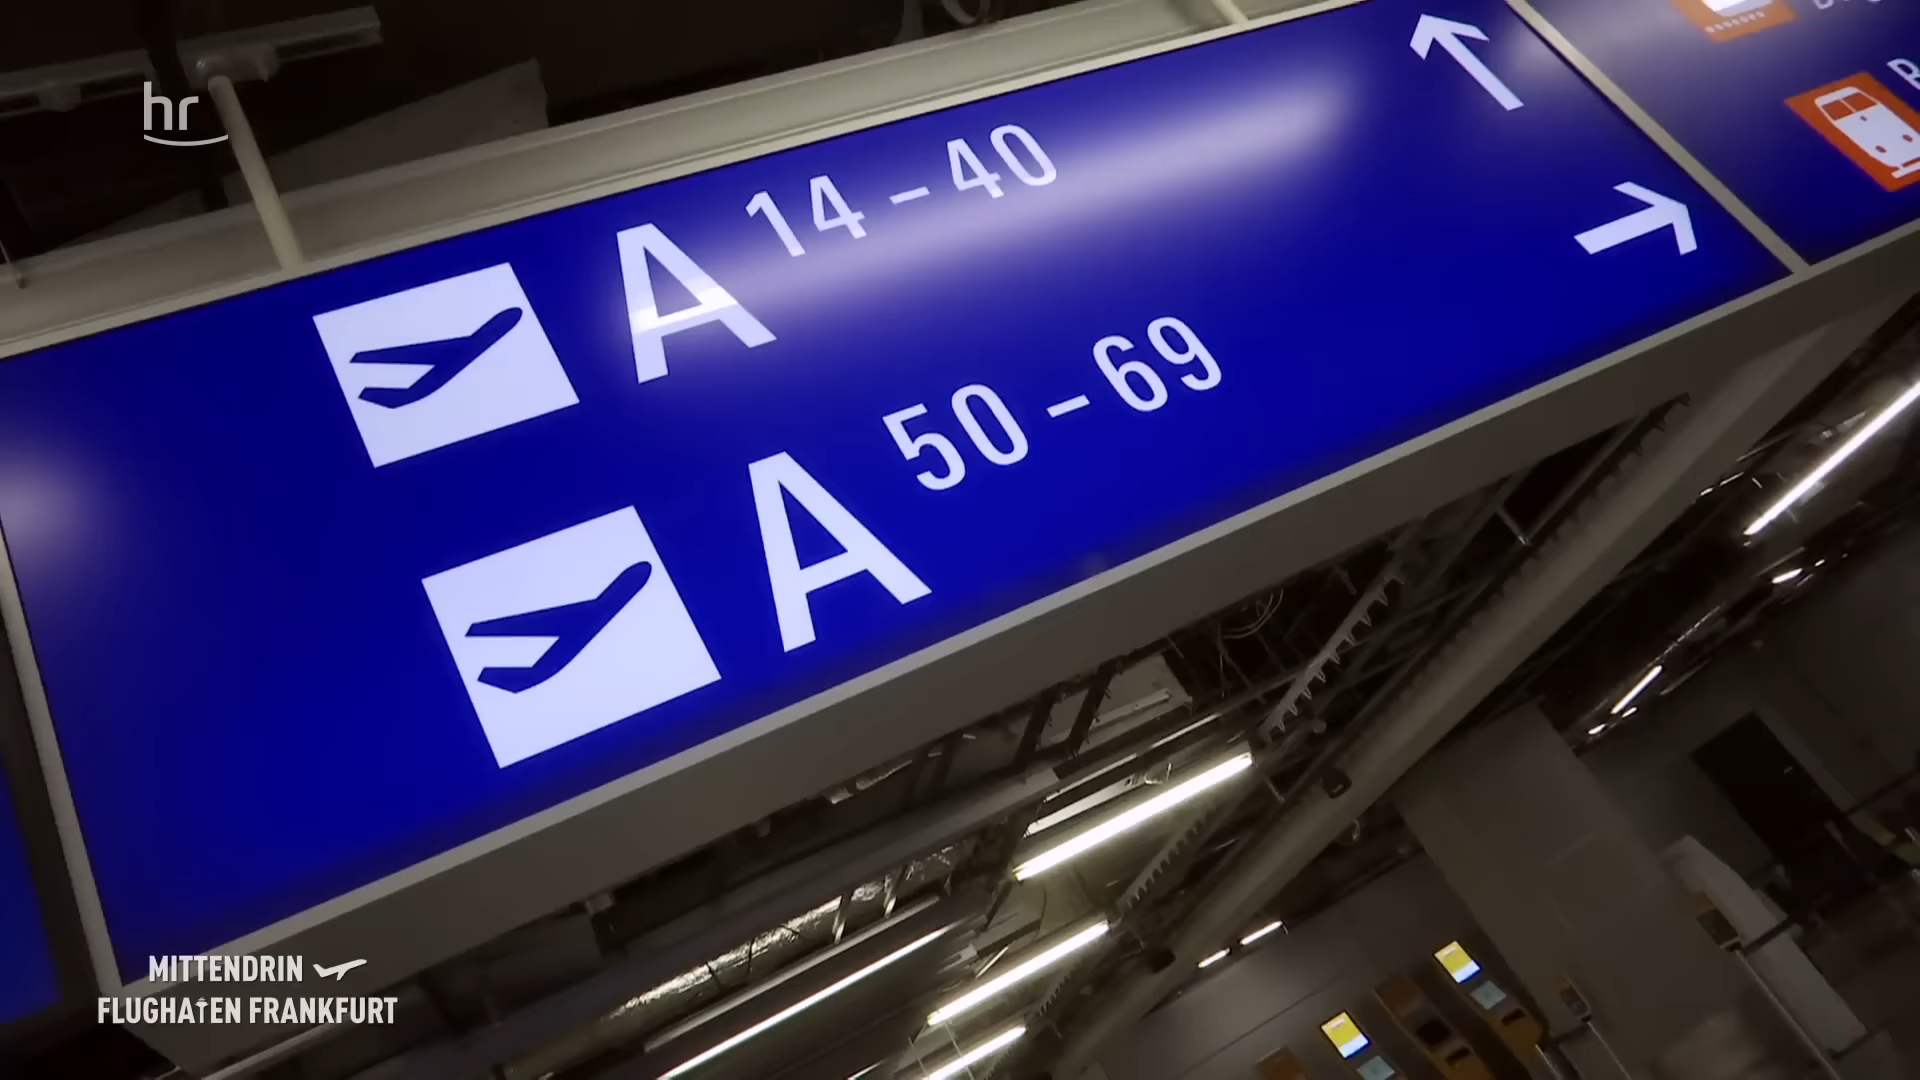 hr
A 14-40
A 50-69
MITTENDRIN
FLUGHAFEN FRANKFURT